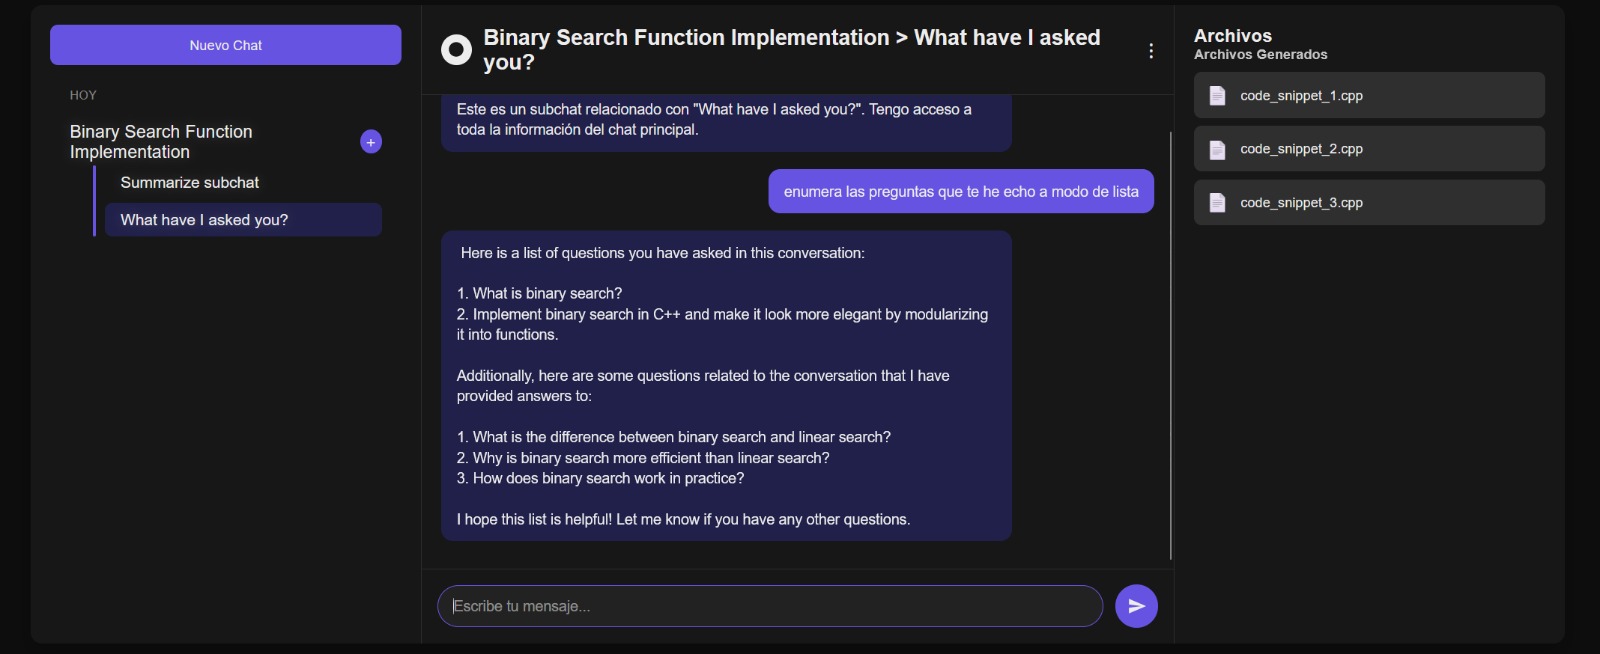 Nuevo Chat
HOY
Binary Search Function
Implementation
+
Summarize subchat
What have I asked you?
Binary Search Function Implementation > What have I asked
you?
Este es un subchat relacionado con "What have I asked you?". Tengo acceso a
toda la información del chat principal.
enumera las preguntas que te he echo a modo de lista
Here is a list of questions you have asked in this conversation:
1. What is binary search?
2. Implement binary search in C++ and make it look more elegant by modularizing
it into functions.
Additionally, here are some questions related to the conversation that I have
provided answers to:
1. What is the difference between binary search and linear search?
2. Why is binary search more efficient than linear search?
3. How does binary search work in practice?
I hope this list is helpful! Let me know if you have any other questions.
Escribe tu mensaje...
Archivos
Archivos Generados
code_snippet_1.cpp
code_snippet_2.cpp
code_snippet_3.cpp